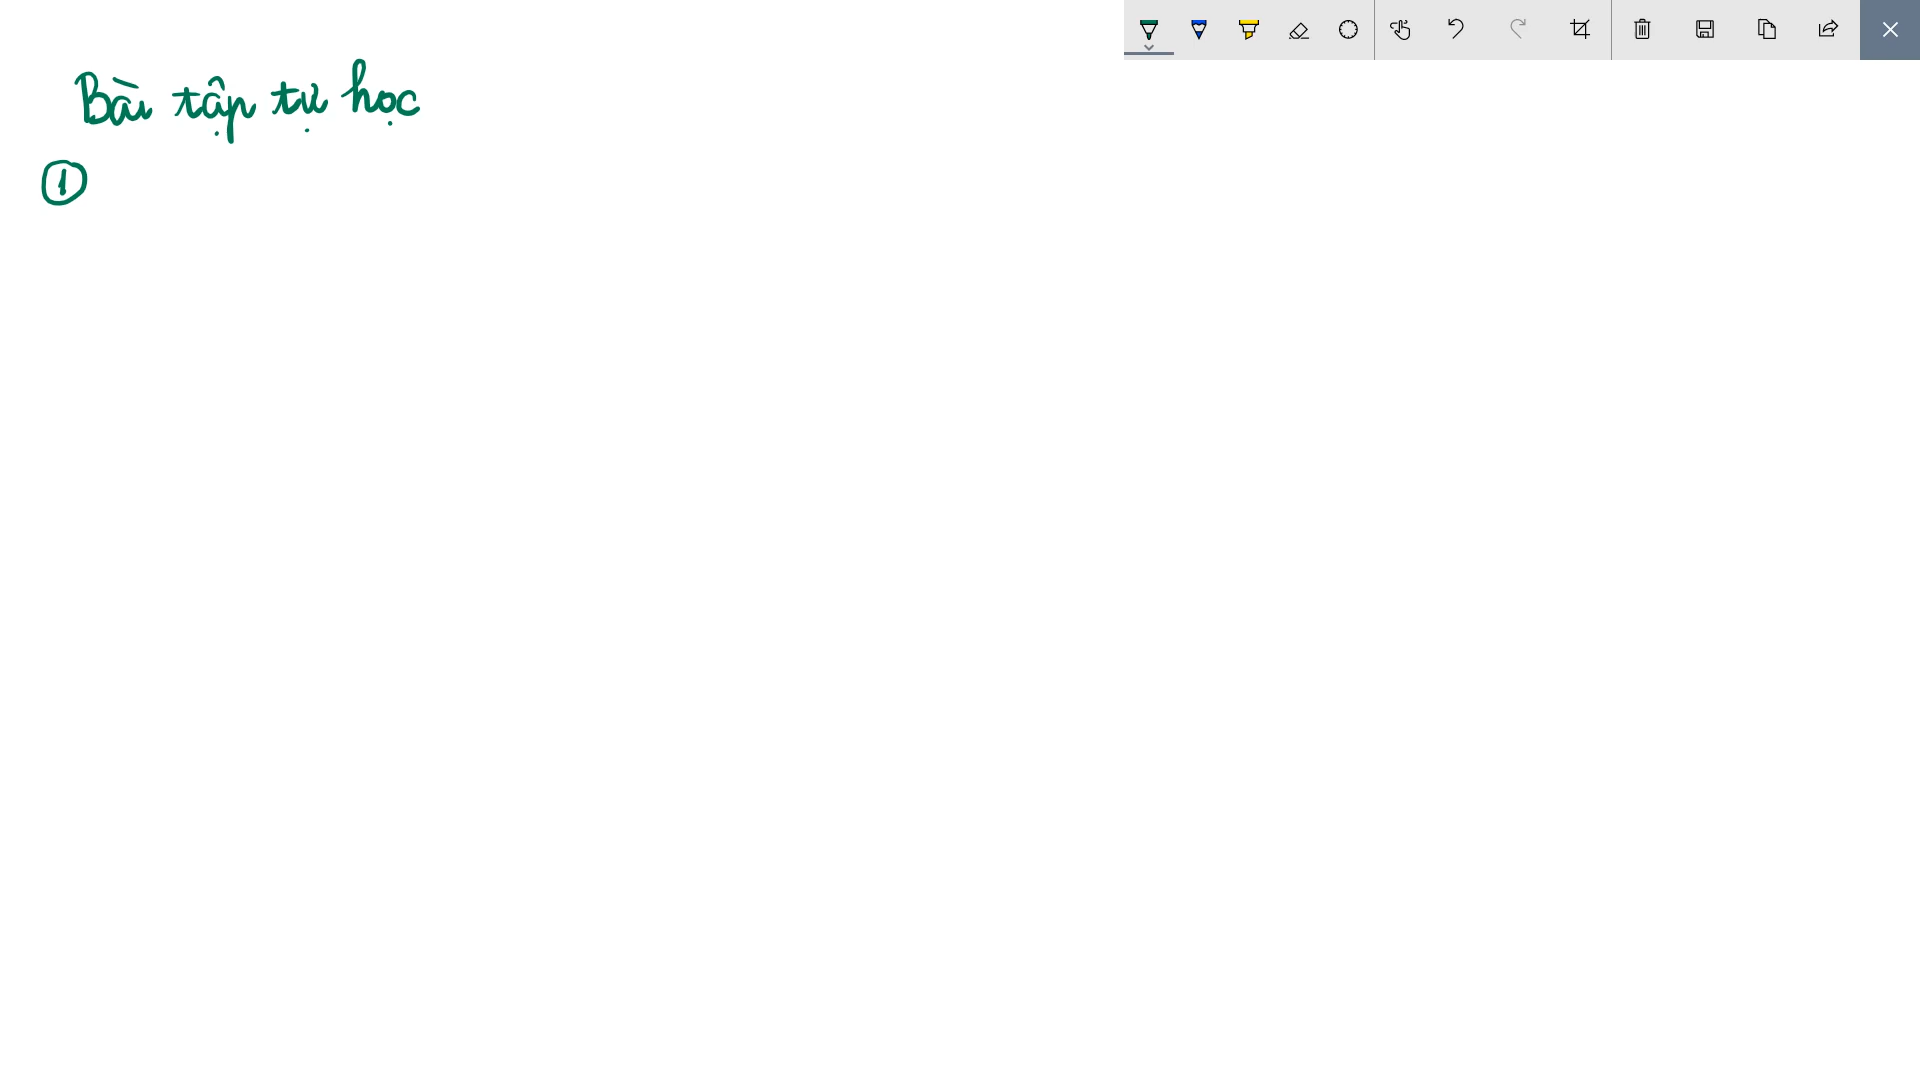 Bài tập tự học
①